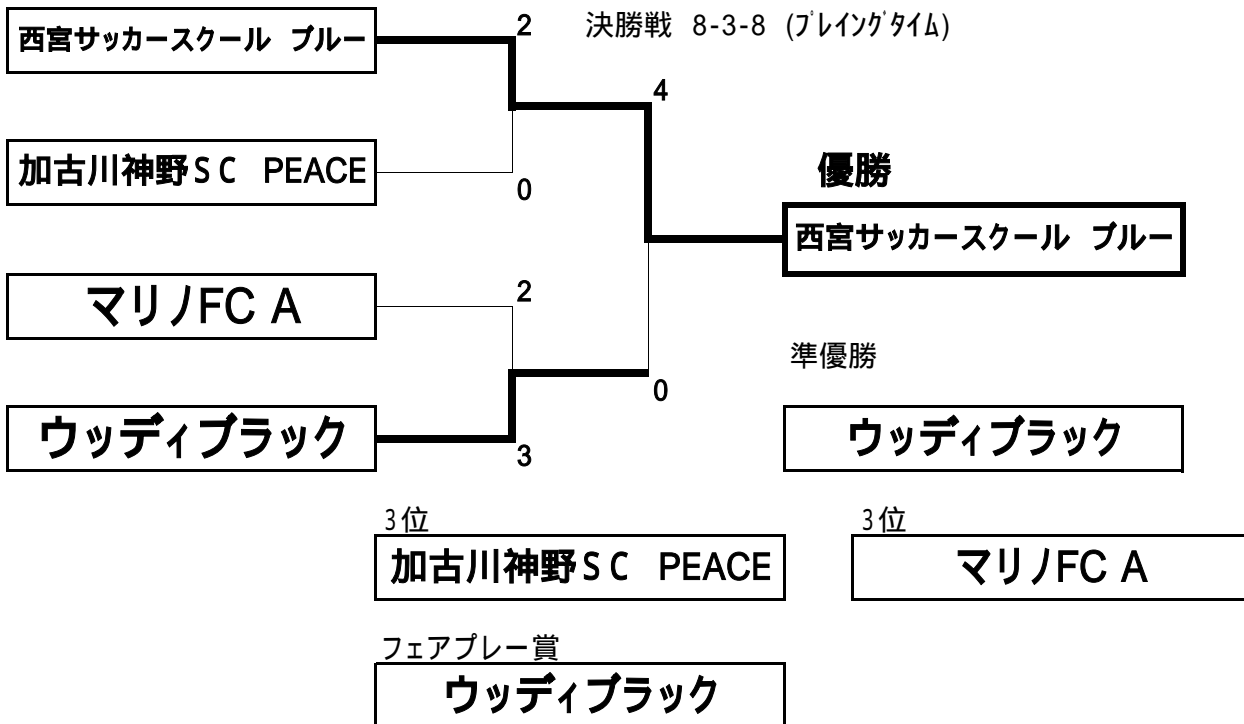 決勝戦 8-3-8 (ﾌﾟﾚｲﾝｸﾞﾀｲﾑ)
西宮サッカースクール ブルー
2
4
加古川神野SC PEACE
0
優勝
西宮サッカースクール ブルー
マリノFC A
2
準優勝
0
ウッディブラック
3
ウッディブラック
3位
加古川神野SC PEACE
3位
マリノFC A
フェアプレー賞
ウッディブラック